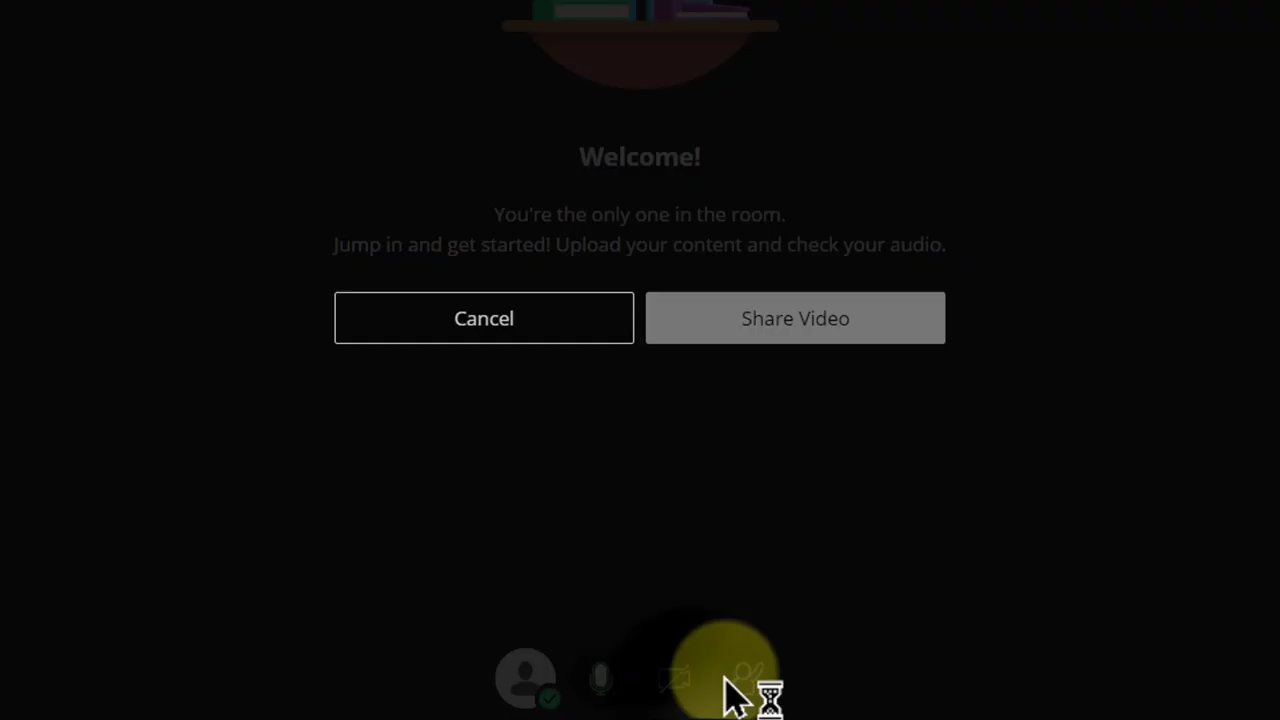 Welcome!
You're the only one in the room.
Jump in and get started! Upload your content and check your audio.
Cancel
Share Video